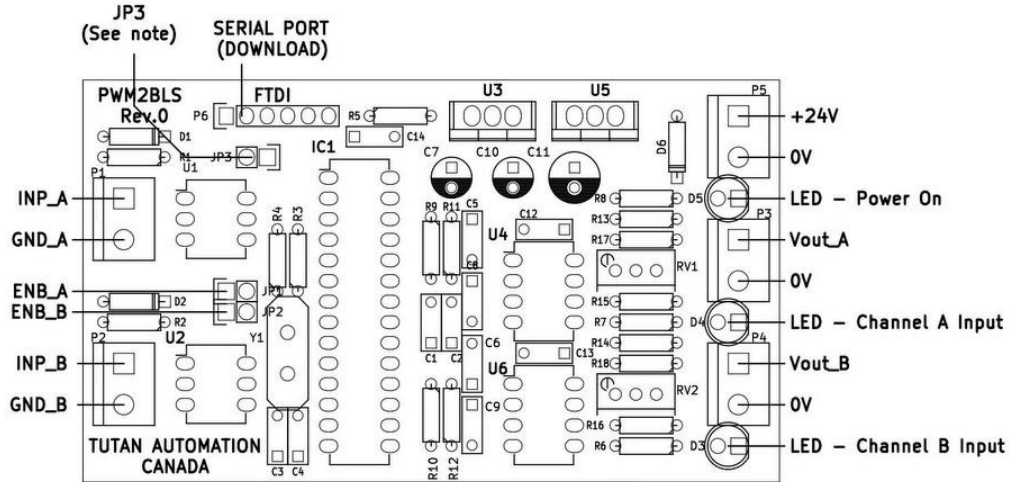 JP3
(See note)
SERIAL PORT
(DOWNLOAD)
PWM2BLS
Rev.0
FTDI
P6
U3
U5
P5
+24V
0V
D1
R1
U1
JP3
R5
C14
IC1
C7
C10
C11
D6
P1
INP_A
GND_A
R4
R3
R9
R11
C5
U4
C12
R8
D5
LED – Power On
R13
P3
R17
Vout_A
RV1
0V
ENB_A
JP1
ENB_B
JP2
D2
R2
C8
R15
R7
D4
LED – Channel A Input
R14
P2
U2
Y1
C1
C2
C6
C13
U6
R18
P4
INP_B
Vout_B
RV2
GND_B
C9
0V
R16
R6
D3
LED – Channel B Input
TUTAN AUTOMATION
CANADA
C3
C4
R10
R12